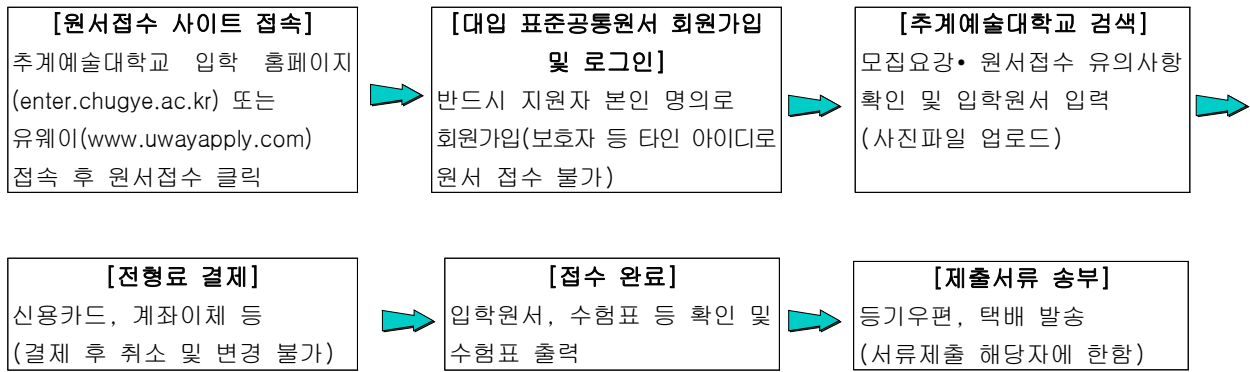 [원서접수 사이트 접속]
추계예술대학교 입학 홈페이지
(enter.chugye.ac.kr) 또는
유웨이(www.uwayapply.com)
접속 후 원서접수 클릭
[대입 표준공통원서 회원가입
및 로그인]
반드시 지원자 본인 명의로
회원가입(보호자 등 타인 아이디로
원서 접수 불가)
[추계예술대학교 검색]
모집요강• 원서접수 유의사항
확인 및 입학원서 입력
(사진파일 업로드)
[전형료 결제]
신용카드, 계좌이체 등
(결제 후 취소 및 변경 불가)
[접수 완료]
입학원서, 수험표 등 확인 및
수험표 출력
[제출서류 송부]
등기우편, 택배 발송
(서류제출 해당자에 한함)